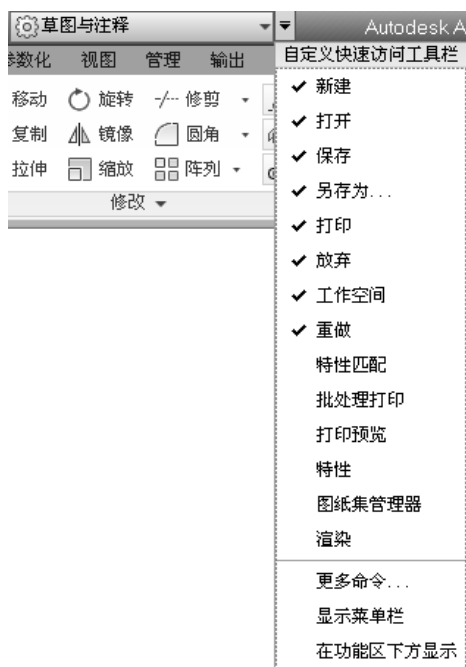 草图与注释
Autodesk A
参数化 视图 管理 输出
移动 旋转 修剪
复制 镜像 圆角
拉伸 缩放 阵列
修改
自定义快速访问工具栏
新建
打开
保存
另存为...
打印
放弃
工作空间
重做
特性匹配
批处理打印
打印预览
特性
图纸集管理器
渲染
更多命令...
显示菜单栏
在功能区下方显示